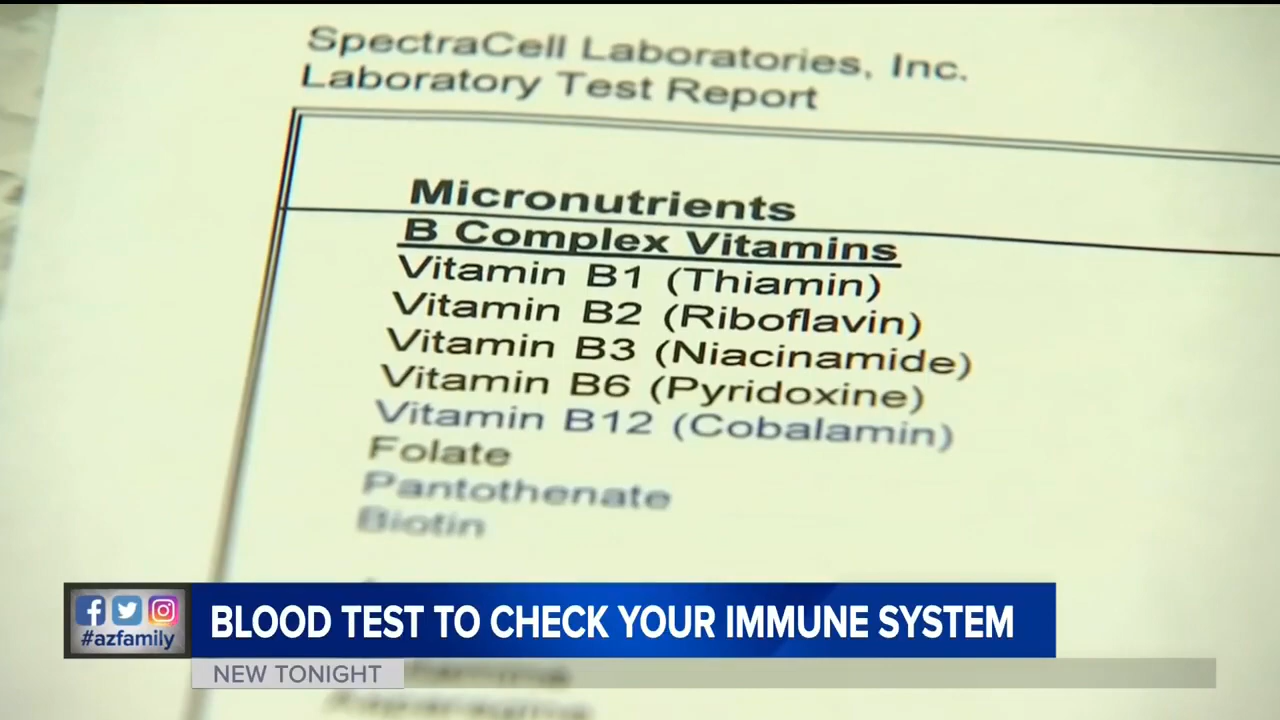 SpectraCell Laboratories, Inc.
Laboratory Test Report
Micronutrients
B Complex Vitamins
Vitamin B1 (Thiamin)
Vitamin B2 (Riboflavin)
Vitamin B3 (Niacinamide)
Vitamin B6 (Pyridoxine)
Vitamin B12 (Cobalamin)
Folate
Pantothenate
Biotin
#azfamily
BLOOD TEST TO CHECK YOUR IMMUNE SYSTEM
NEW TONIGHT
Asparagine